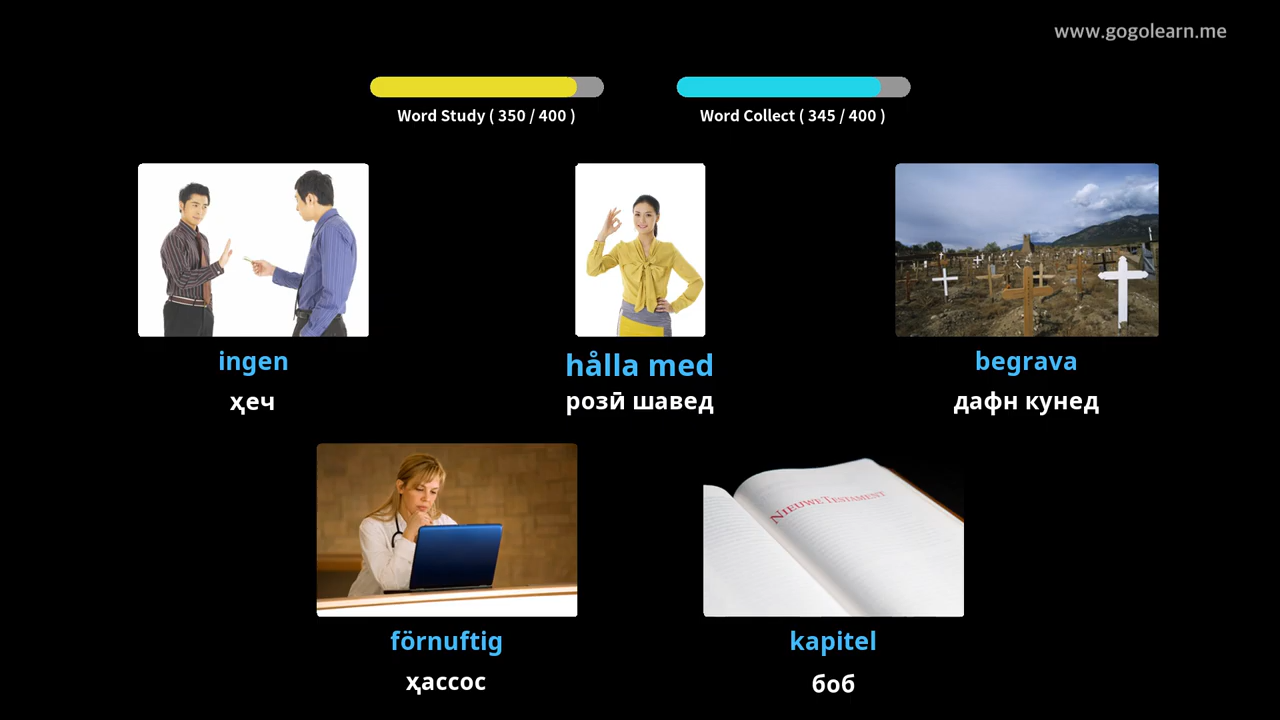 www.gogolearn.me
Word Study ( 350 / 400 )
Word Collect ( 345 / 400 )
ingen
ҳеч
hålla med
розӣ шавед
begrava
дафн кунед
NIEUWE TESTAMENT
förnuftig
ҳассос
kapitel
боб